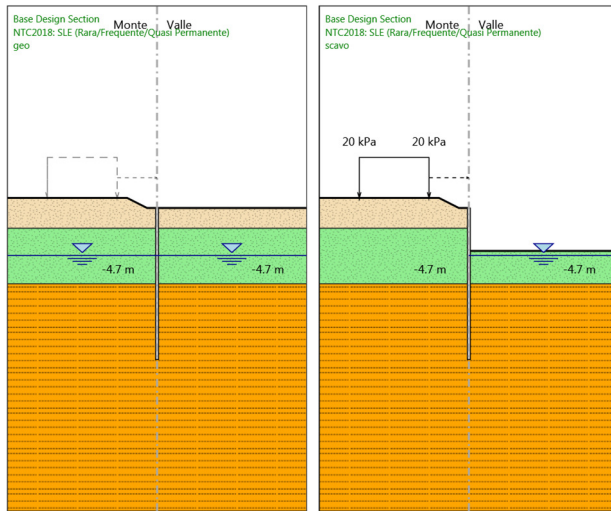 Monte Valle
Base Design Section
NTC2018: SLE (Rara/Frequente/Quasi Permanente)
geo
-4.7 m
-4.7 m
Monte Valle
Base Design Section
NTC2018: SLE (Rara/Frequente/Quasi Permanente)
scavo
20 kPa
20 kPa
-4.7 m
-4.7 m